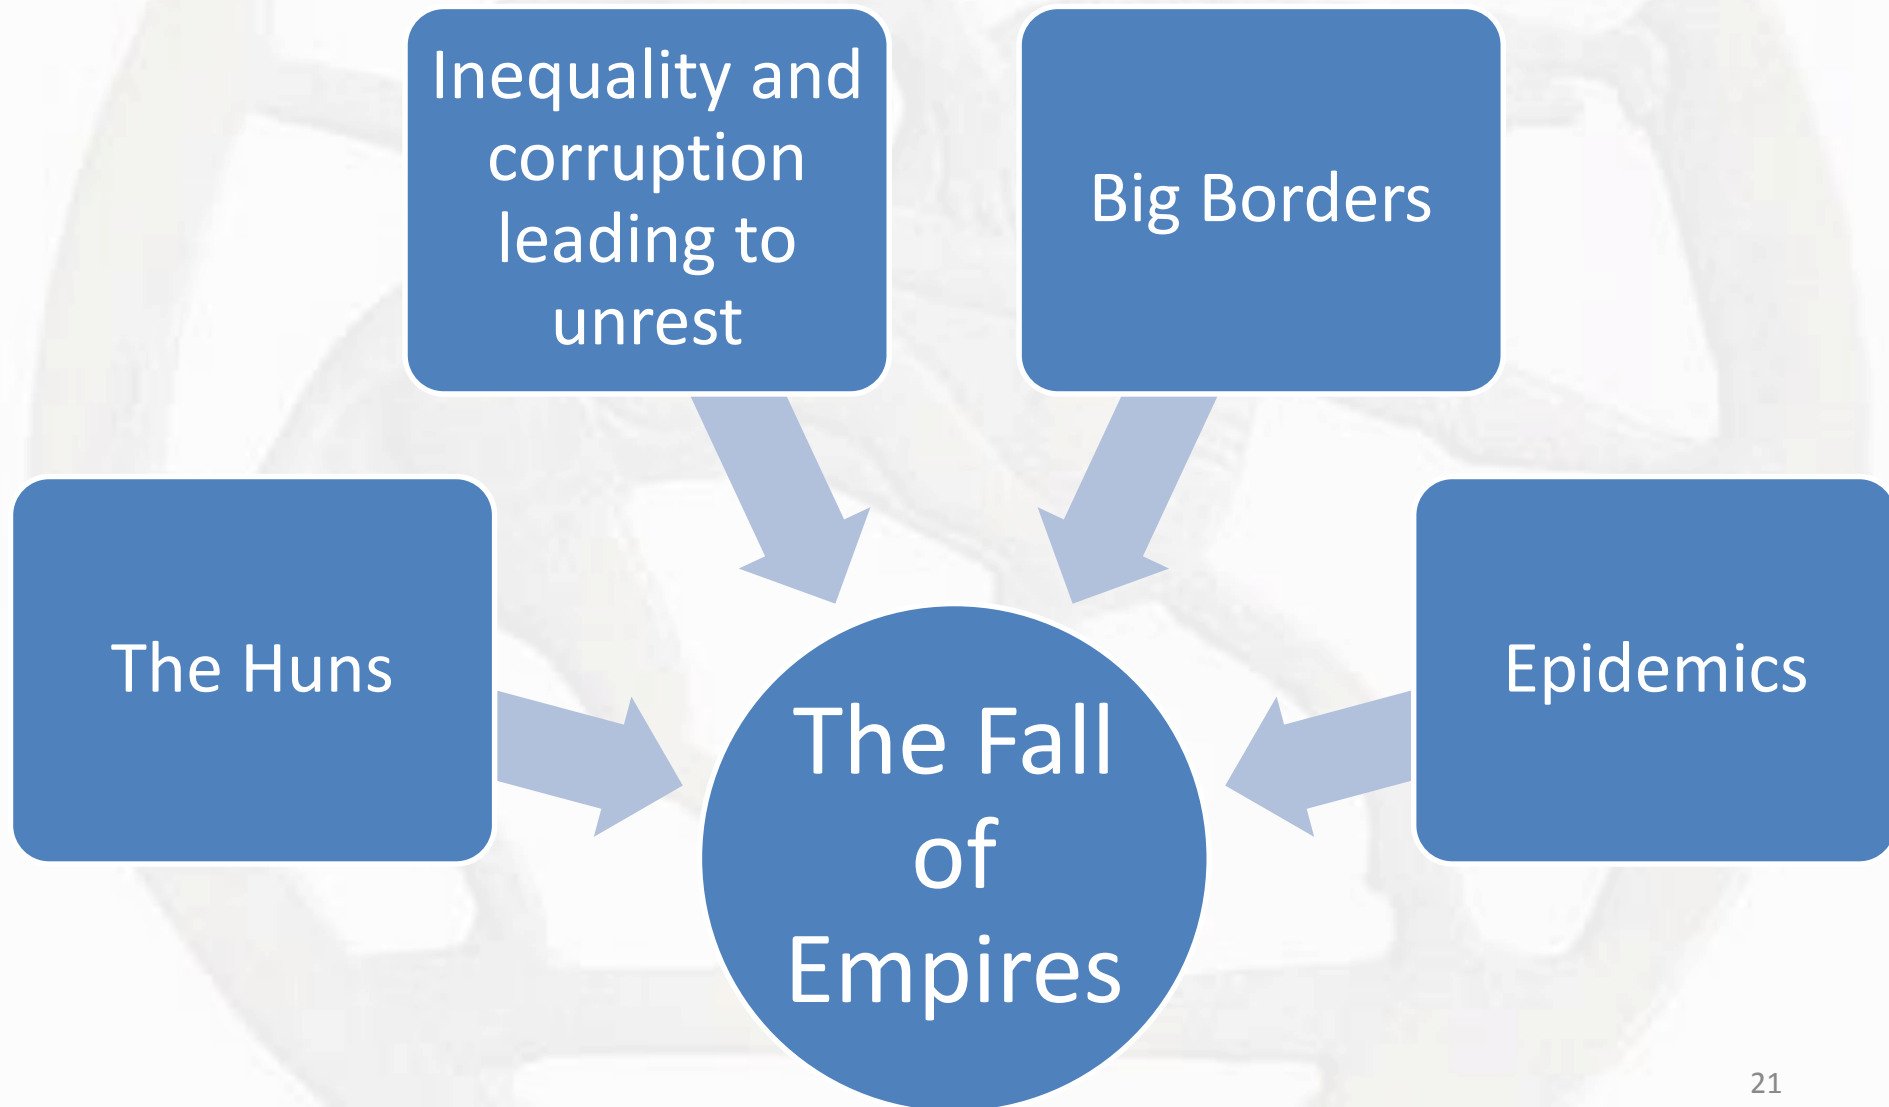 Inequality and
corruption
leading to
unrest
Big Borders
The Huns
Epidemics
The Fall
of
Empires
21